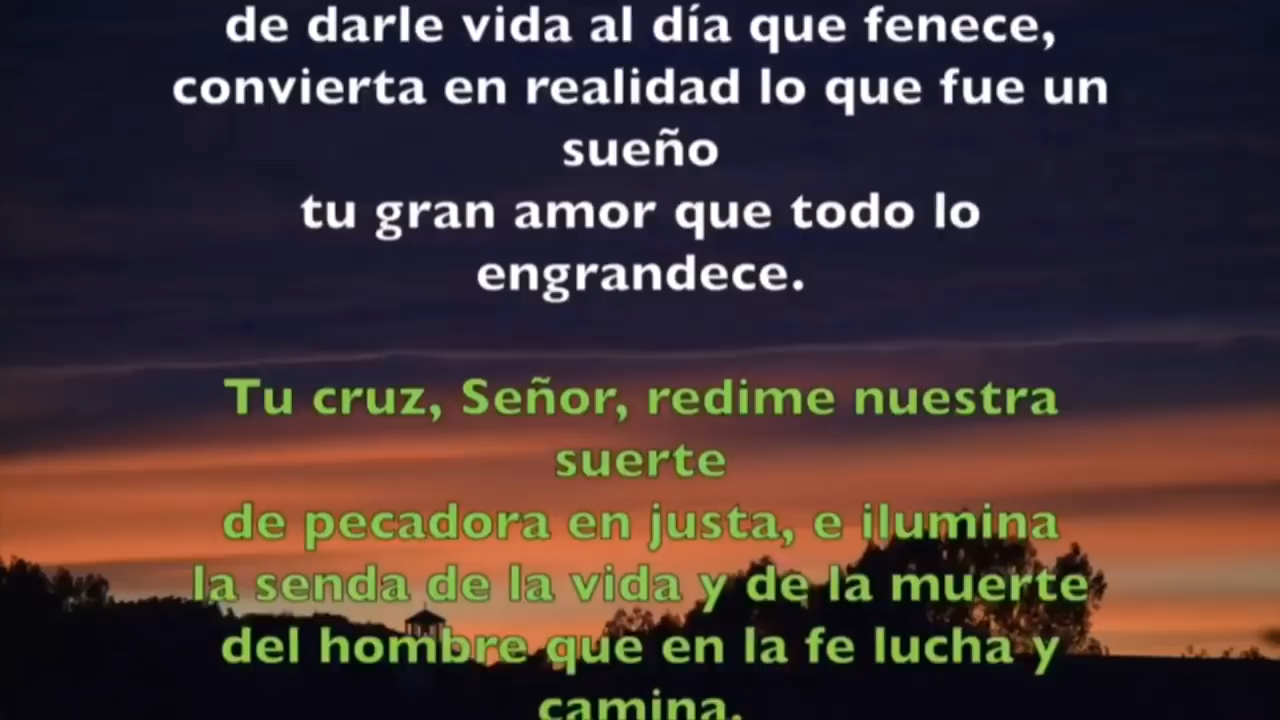 de darle vida al día que fenece,
convierta en realidad lo que fue un
sueño
tu gran amor que todo lo
engrandece.
Tu cruz, Señor, redime nuestra
suerte
de pecadora en justa, e ilumina
la senda de la vida y de la muerte
del hombre que en la fe lucha y
camina.